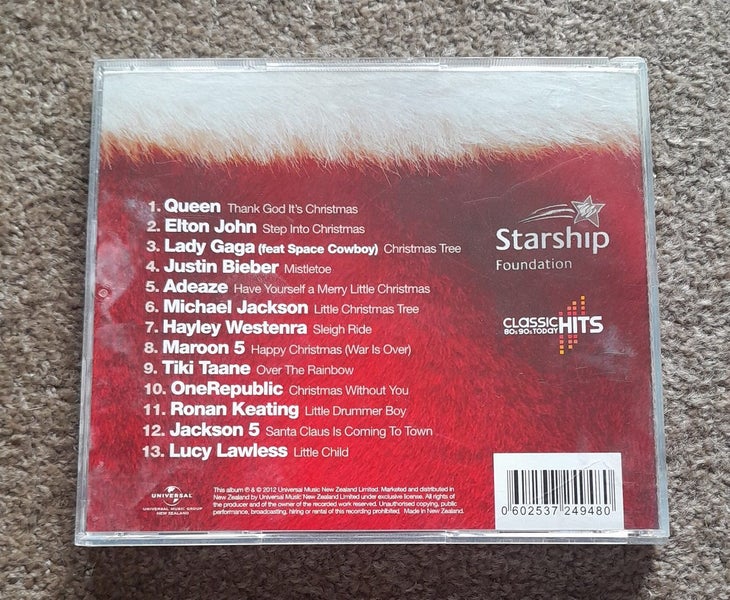 1. Queen Thank God It's Christmas
2. Elton John Step Into Christmas
3. Lady Gaga (feat Space Cowboy) Christmas Tree
4. Justin Bieber Mistletoe
5. Adeaze Have Yourself a Merry Little Christmas
6. Michael Jackson Little Christmas Tree
7. Hayley Westenra Sleigh Ride
8. Maroon 5 Happy Christmas (War Is Over)
9. Tiki Taane Over The Rainbow
10. OneRepublic Christmas Without You
11. Ronan Keating Little Drummer Boy
12. Jackson 5 Santa Claus Is Coming To Town
13. Lucy Lawless Little Child
Starship
Foundation
CLASSIC HITS
80s 90s TODAY
UNIVERSAL
UNIVERSAL MUSIC GROUP
NEW ZEALAND
This album ℗ & © 2012 Universal Music New Zealand Limited. Marketed and distributed in
New Zealand by Universal Music New Zealand Limited under exclusive license. All rights of
the producer and of the owner of the recorded work reserved. Unauthorised copying, public
performance, broadcasting, hiring or rental of this recording prohibited. Made in New Zealand.
0 602537 249480